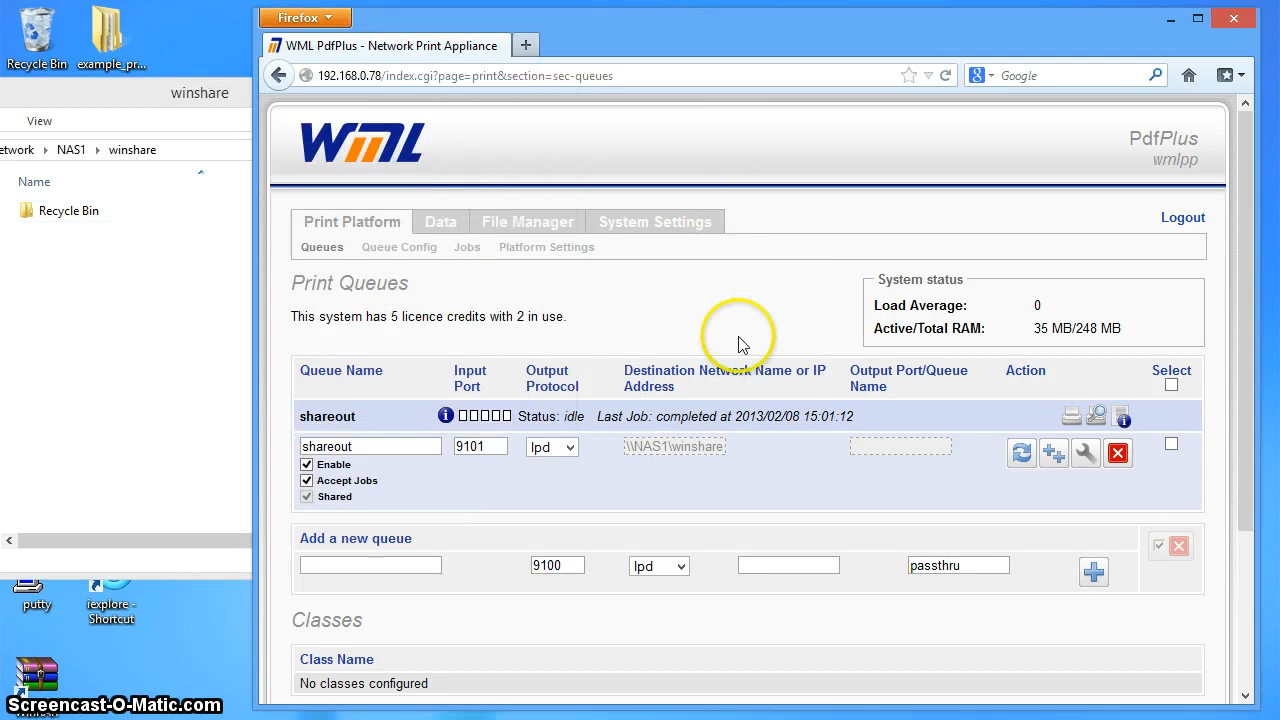 Recycle Bin
example_pr...
winshare
View
etwork NAS1 winshare
Name
Recycle Bin
putty
iexplore - Shortcut
Screencast-O-Matic.com
Firefox
WML PdfPlus - Network Print Appliance
192.168.0.78/index.cgi?page=print&section=sec-queues
Google
WML
PdfPlus
wmlpp
Print Platform Data File Manager System Settings
Logout
Queues Queue Config Jobs Platform Settings
Print Queues
This system has 5 licence credits with 2 in use.
System status
Load Average: 0
Active/Total RAM: 35 MB/248 MB
Queue Name Input Port Output Protocol Destination Network Name or IP Address Output Port/Queue Name Action Select
shareout Status: idle Last Job: completed at 2013/02/08 15:01:12
shareout 9101 lpd \\NAS1\winshare
Enable
Accept Jobs
Shared
Add a new queue
9100 lpd passthru
Classes
Class Name
No classes configured